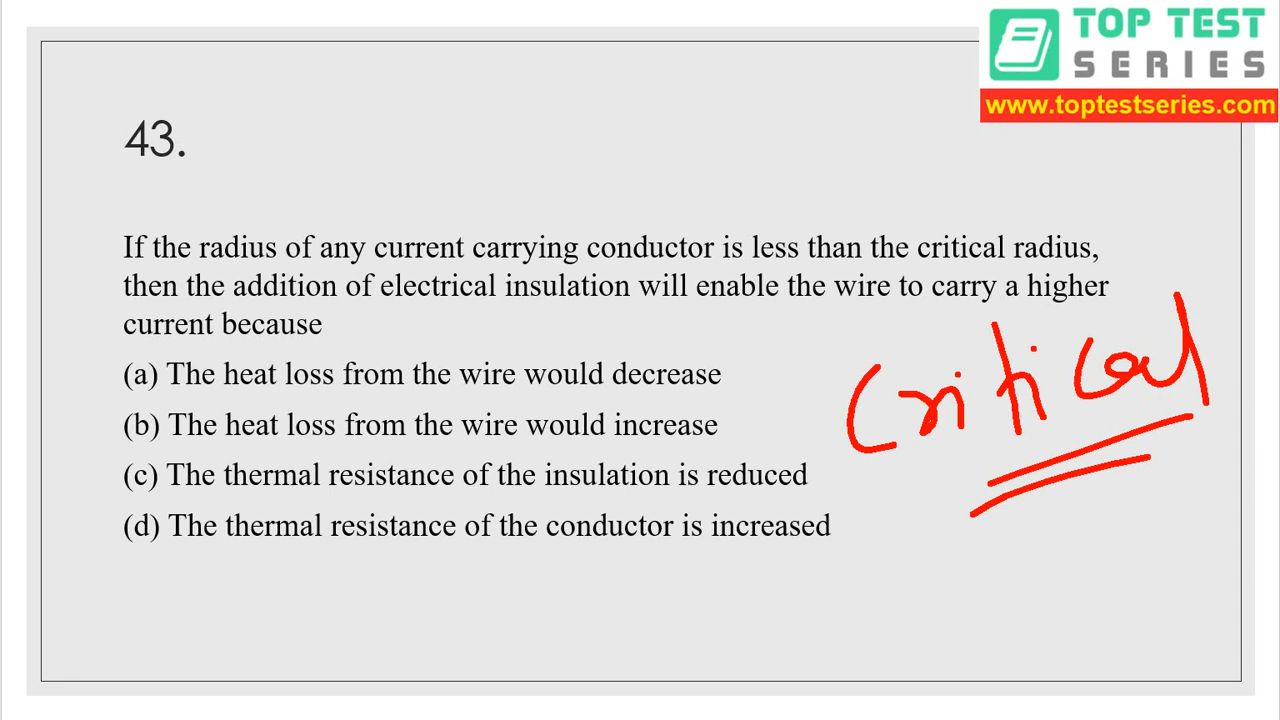 TOP TEST
SERIES
www.toptestseries.com
43.
If the radius of any current carrying conductor is less than the critical radius,
then the addition of electrical insulation will enable the wire to carry a higher
current because
(a) The heat loss from the wire would decrease
(b) The heat loss from the wire would increase
(c) The thermal resistance of the insulation is reduced
(d) The thermal resistance of the conductor is increased
Critical